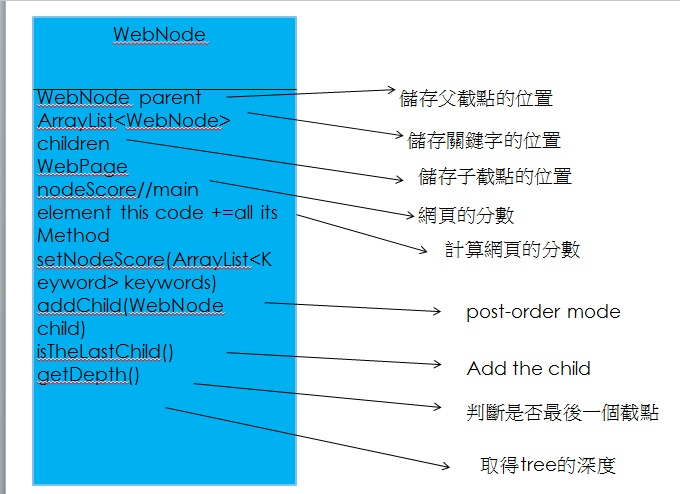 WebNode
WebNode parent
ArrayList<WebNode>
children
WebPage
nodeScore//main
element this code +=all its
Method
setNodeScore(ArrayList<K
eyword> keywords)
addChild(WebNode
child)
isTheLastChild()
getDepth()
儲存父截點的位置
儲存關鍵字的位置
儲存子截點的位置
網頁的分數
計算網頁的分數
post-order mode
Add the child
判斷是否最後一個截點
取得tree的深度